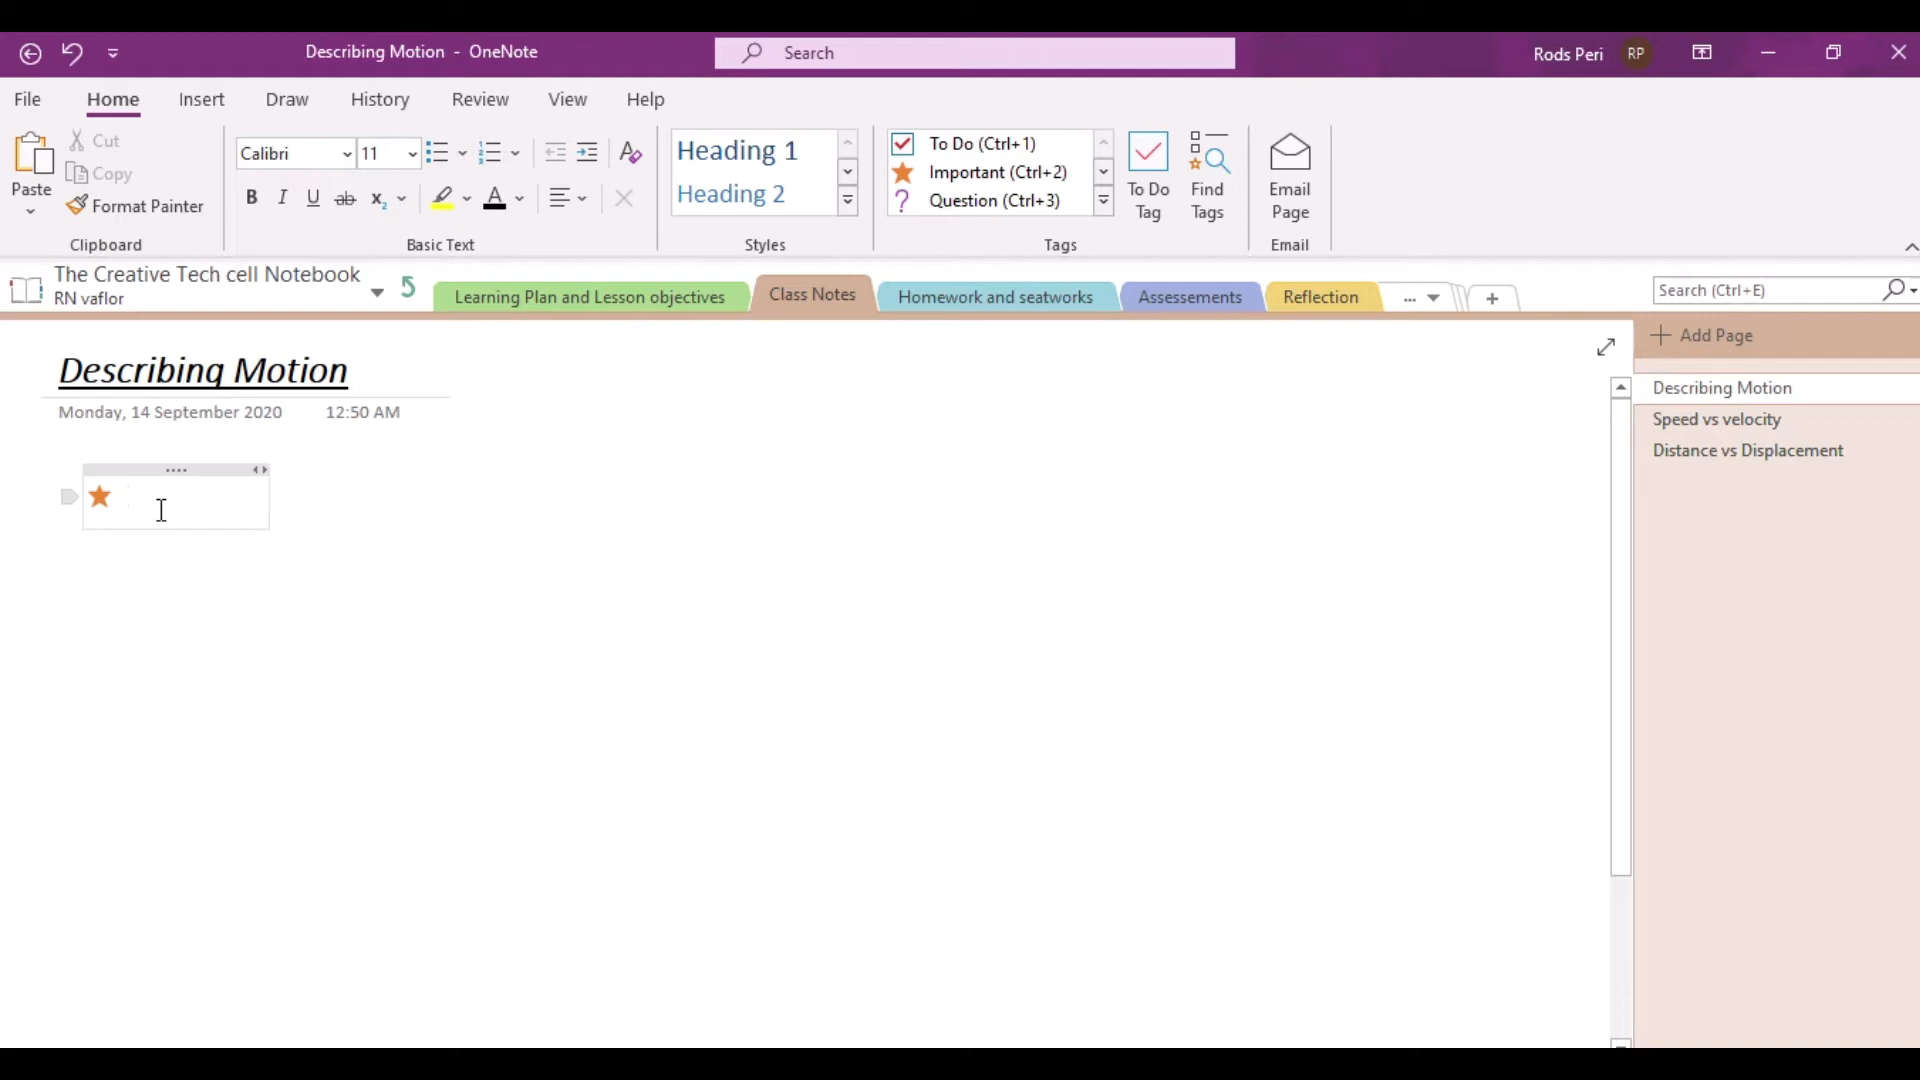 Describing Motion - OneNote
Search
Rods Peri
RP
File
Home
Insert
Draw
History
Review
View
Help
Paste
Cut
Copy
Format Painter
Clipboard
Calibri
11
B
I
U
ab
x2
A
A
Basic Text
Heading 1
Heading 2
Styles
To Do (Ctrl+1)
Important (Ctrl+2)
? Question (Ctrl+3)
Tags
To Do
Tag
Find
Tags
Email
Page
Email
The Creative Tech cell Notebook
RN vaflor
Learning Plan and Lesson objectives
Class Notes
Homework and seatworks
Assessements
Reflection
...
Search (Ctrl+E)
Describing Motion
Monday, 14 September 2020 12:50 AM
Add Page
Describing Motion
Speed vs velocity
Distance vs Displacement